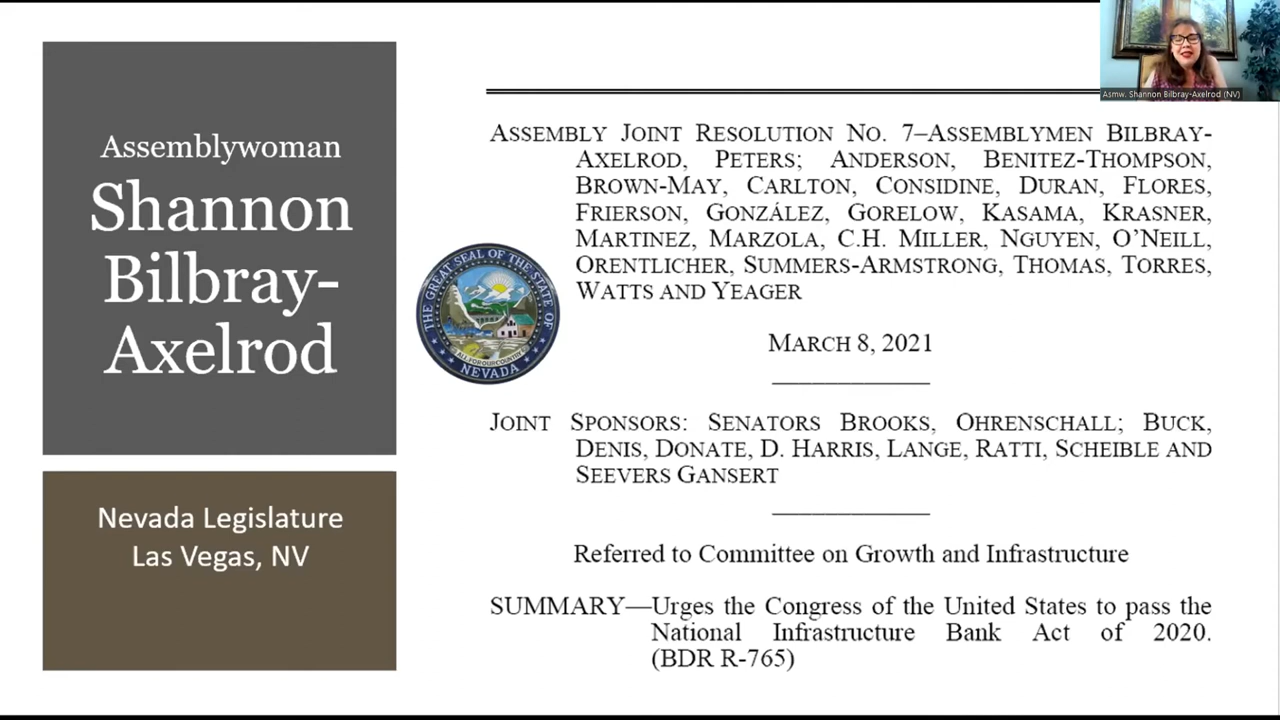 Assemblywoman
Shannon
Bilbray-
Axelrod
Nevada Legislature
Las Vegas, NV
THE GREAT SEAL OF THE STATE OF
ALL FOR OUR COUNTRY
NEVADA
ASSEMBLY JOINT RESOLUTION NO. 7–ASSEMBLYMEN BILBRAY-
AXELROD, PETERS; ANDERSON, BENITEZ-THOMPSON,
BROWN-MAY, CARLTON, CONSIDINE, DURAN, FLORES,
FRIERSON, GONZÁLEZ, GORELOW, KASAMA, KRASNER,
MARTINEZ, MARZOLA, C.H. MILLER, NGUYEN, O’NEILL,
ORENTLICHER, SUMMERS-ARMSTRONG, THOMAS, TORRES,
WATTS AND YEAGER
MARCH 8, 2021
JOINT SPONSORS: SENATORS BROOKS, OHRENSCHALL; BUCK,
DENIS, DONATE, D. HARRIS, LANGE, RATTI, SCHEIBLE AND
SEEVERS GANSERT
Referred to Committee on Growth and Infrastructure
SUMMARY—Urges the Congress of the United States to pass the
National Infrastructure Bank Act of 2020.
(BDR R-765)
Asmw. Shannon Bilbray-Axelrod (NV)